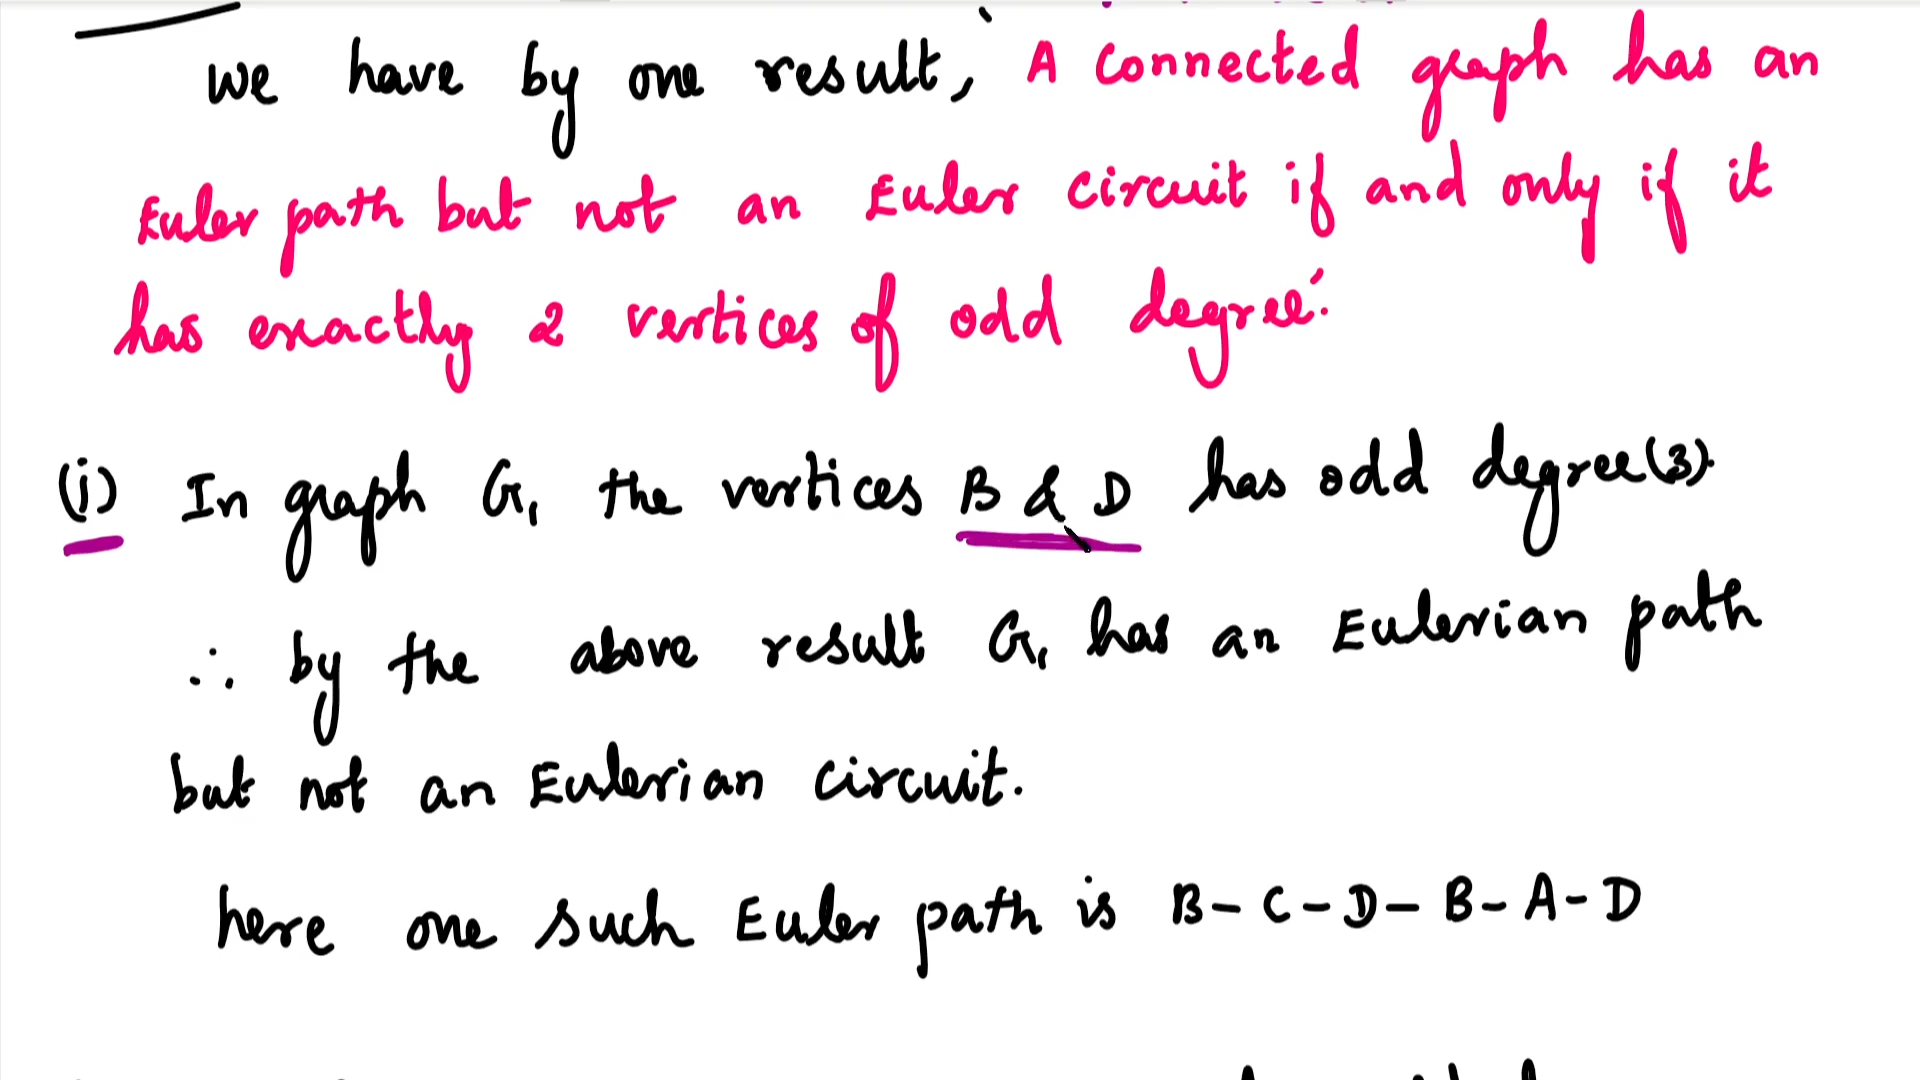 we have by one result, 'A connected graph has an
Euler path but not an Euler circuit if and only if it
has exactly 2 vertices of odd degree'.
(i) In graph G₁ the vertices B & D has odd degree (3).
∴ by the above result G₁ has an Eulerian path
but not an Eulerian circuit.
here one such Euler path is B - C - D - B - A - D